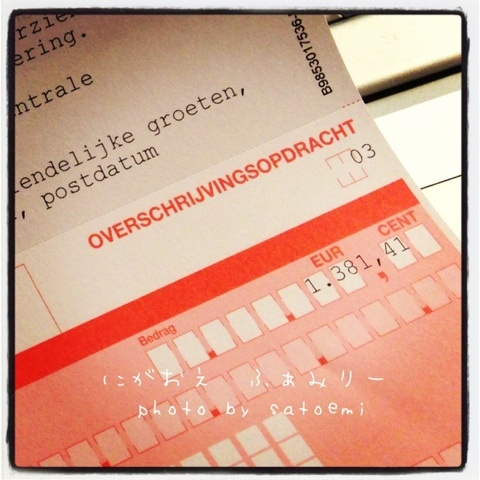 ering.
ntrale
endelijke groeten,
, postdatum
B985301753
OVERSCHRIJVINGSOPDRACHT
03
EUR CENT
1.381,41
Bedrag
にがおえ ふぁみりー
photo by satoemi